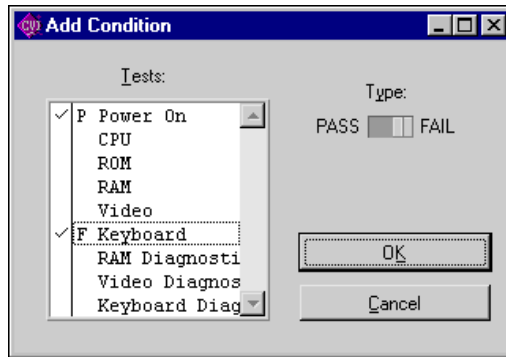 CVI Add Condition
Tests:
P Power On
CPU
ROM
RAM
Video
F Keyboard
RAM Diagnosti
Video Diagnos
Keyboard Diag
Type:
PASS FAIL
OK
Cancel